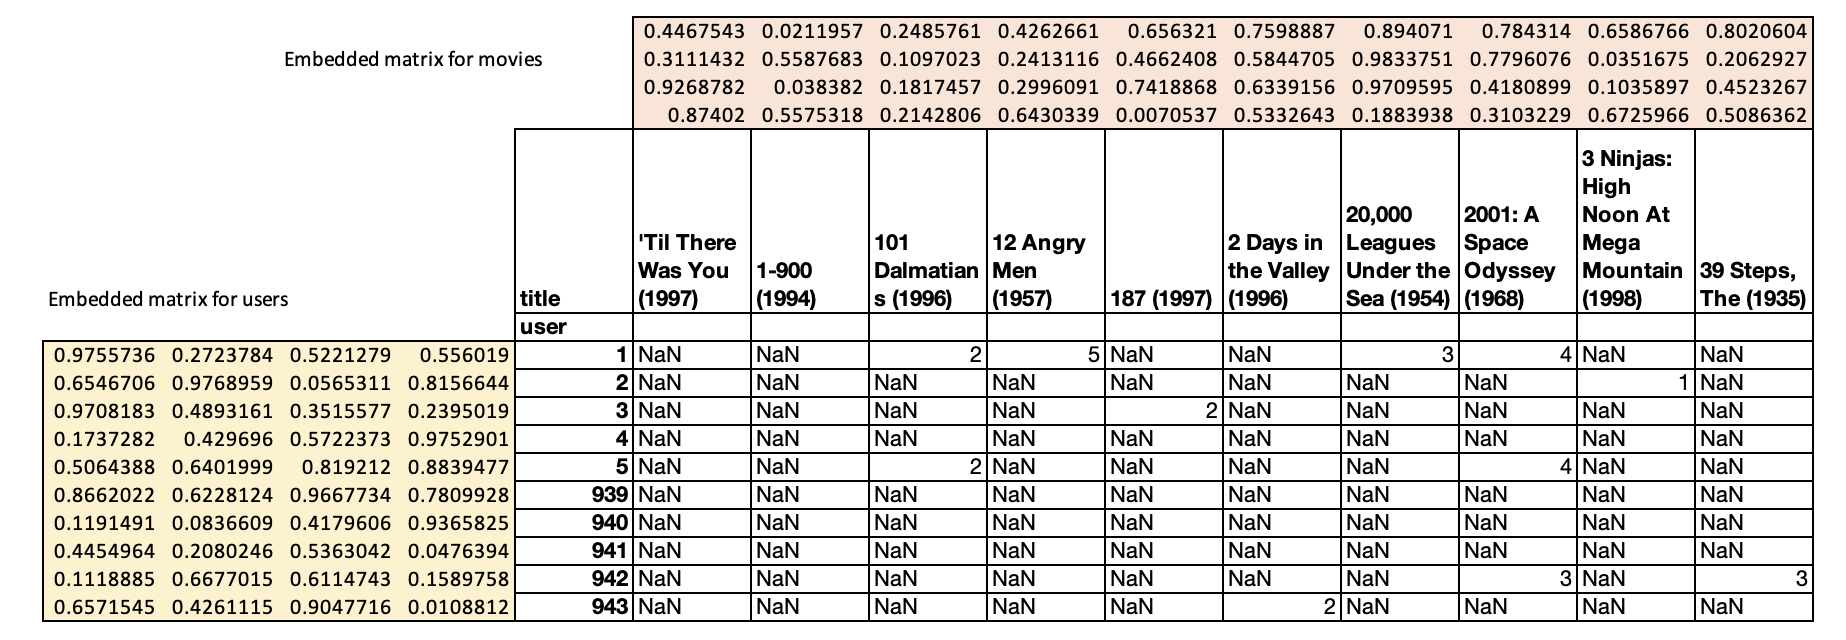 0.4467543 0.0211957 0.2485761 0.4262661 0.656321 0.7598887 0.894071 0.784314 0.6586766 0.8020604
Embedded matrix for movies 0.3111432 0.5587683 0.1097023 0.2413116 0.4662408 0.5844705 0.9833751 0.7796076 0.0351675 0.2062927
0.9268782 0.038382 0.1817457 0.2996091 0.7418868 0.6339156 0.9709595 0.4180899 0.1035897 0.4523267
0.87402 0.5575318 0.2142806 0.6430339 0.0070537 0.5332643 0.1883938 0.3103229 0.6725966 0.5086362
3 Ninjas:
High
20,000 2001: A Noon At
'Til There 101 12 Angry 2 Days in Leagues Space Mega
Was You 1-900 Dalmatian Men the Valley Under the Odyssey Mountain 39 Steps,
Embedded matrix for users title (1997) (1994) s (1996) (1957) 187 (1997) (1996) Sea (1954) (1968) (1998) The (1935)
user
0.9755736 0.2723784 0.5221279 0.556019 1 NaN NaN 2 5 NaN NaN 3 4 NaN NaN
0.6546706 0.9768959 0.0565311 0.8156644 2 NaN NaN NaN NaN NaN NaN NaN NaN 1 NaN
0.9708183 0.4893161 0.3515577 0.2395019 3 NaN NaN NaN NaN 2 NaN NaN NaN NaN NaN
0.1737282 0.429696 0.5722373 0.9752901 4 NaN NaN NaN NaN NaN NaN NaN NaN NaN NaN
0.5064388 0.6401999 0.819212 0.8839477 5 NaN NaN 2 NaN NaN NaN NaN 4 NaN NaN
0.8662022 0.6228124 0.9667734 0.7809928 939 NaN NaN NaN NaN NaN NaN NaN NaN NaN NaN
0.1191491 0.0836609 0.4179606 0.9365825 940 NaN NaN NaN NaN NaN NaN NaN NaN NaN NaN
0.4454964 0.2080246 0.5363042 0.0476394 941 NaN NaN NaN NaN NaN NaN NaN NaN NaN NaN
0.1118885 0.6677015 0.6114743 0.1589758 942 NaN NaN NaN NaN NaN NaN NaN 3 NaN 3
0.6571545 0.4261115 0.9047716 0.0108812 943 NaN NaN NaN NaN NaN 2 NaN NaN NaN NaN